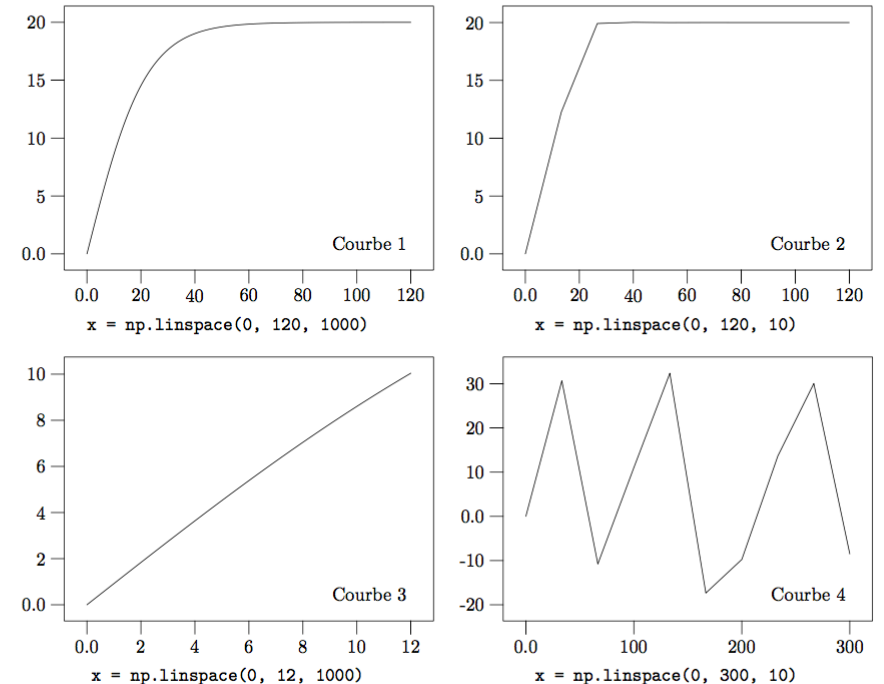 20
15
10
5
0.0
Courbe 1
0.0 20 40 60 80 100 120
x = np.linspace(0, 120, 1000)
20
15
10
5
0.0
Courbe 2
0.0 20 40 60 80 100 120
x = np.linspace(0, 120, 10)
10
8
6
4
2
0.0
Courbe 3
0.0 2 4 6 8 10 12
x = np.linspace(0, 12, 1000)
30
20
10
0.0
-10
-20
Courbe 4
0.0 100 200 300
x = np.linspace(0, 300, 10)